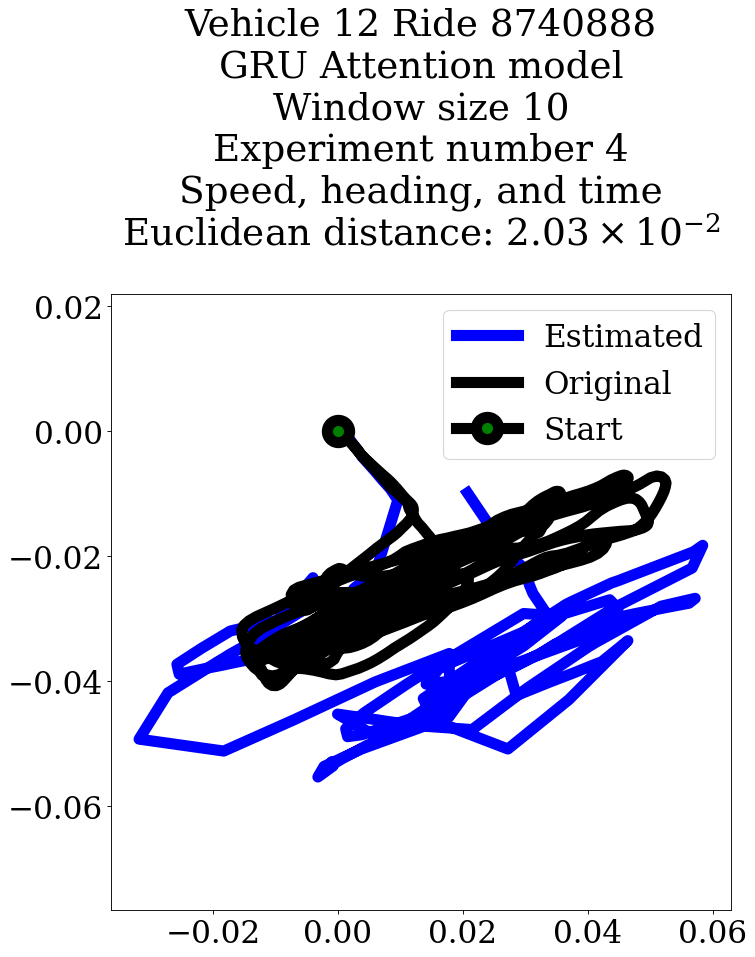 Vehicle 12 Ride 8740888
GRU Attention model
Window size 10
Experiment number 4
Speed, heading, and time
Euclidean distance: 2.03 × 10⁻²
Estimated
Original
Start
0.02
0.00
−0.02
−0.04
−0.06
−0.02 0.00 0.02 0.04 0.06